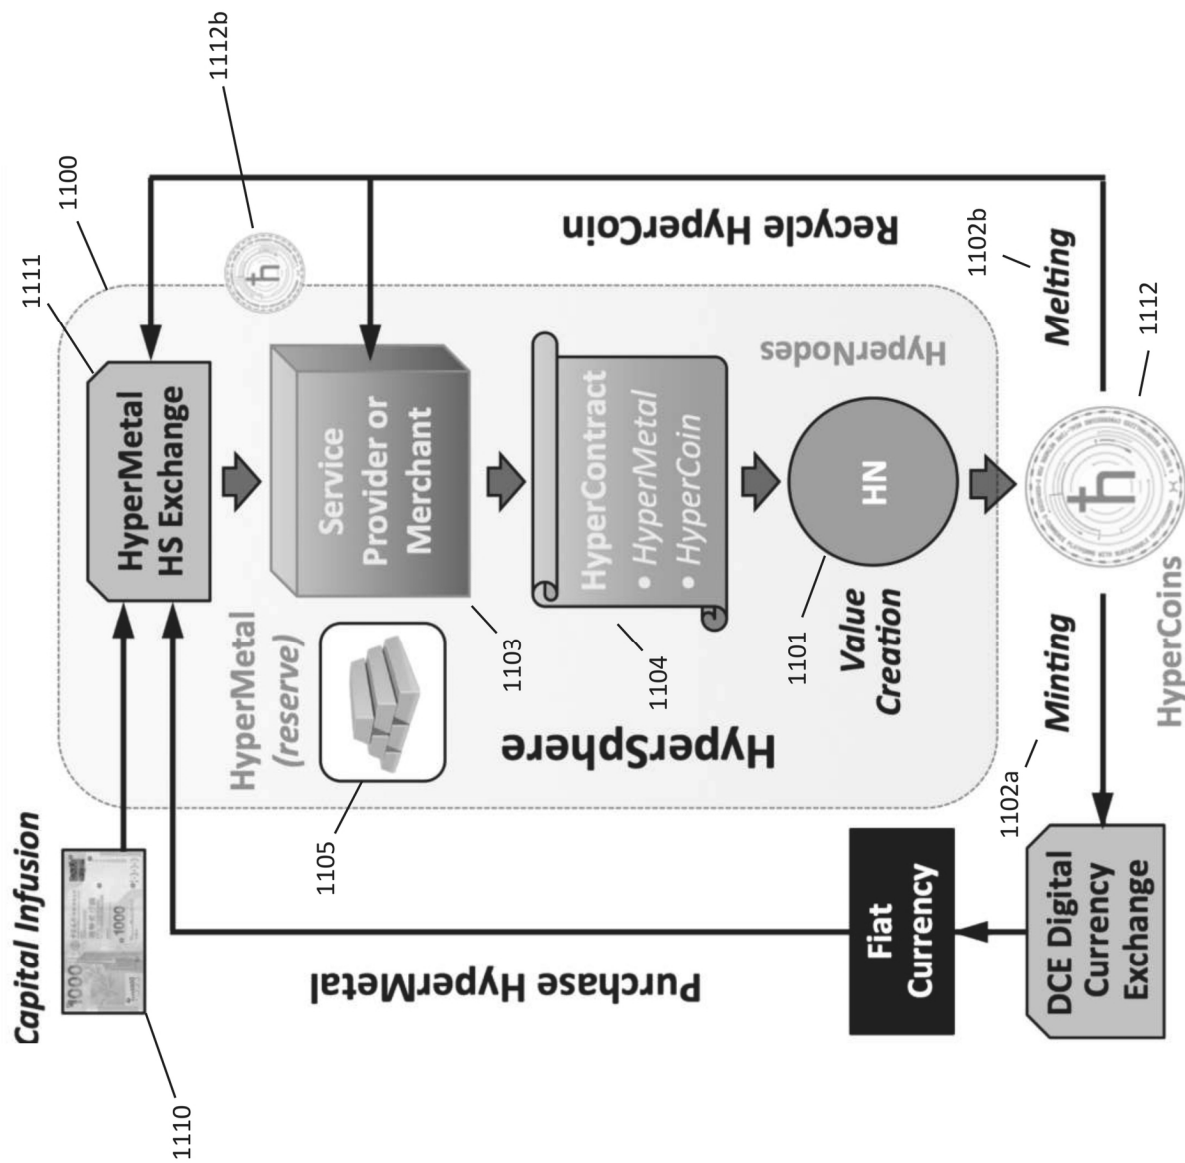 Capital Infusion
1110
1000
1000
HyperMetal
HS Exchange
1111
1100
1112b
HyperMetal
(reserve)
1105
Service
Provider or
Merchant
1103
HyperSphere
HyperContract
• HyperMetal
• HyperCoin
1104
HyperNodes
Value
Creation
1101
HN
Purchase HyperMetal
Recycle HyperCoin
Fiat
Currency
DCE Digital
Currency
Exchange
1102a
Minting
HyperCoins
1112
Melting
1102b